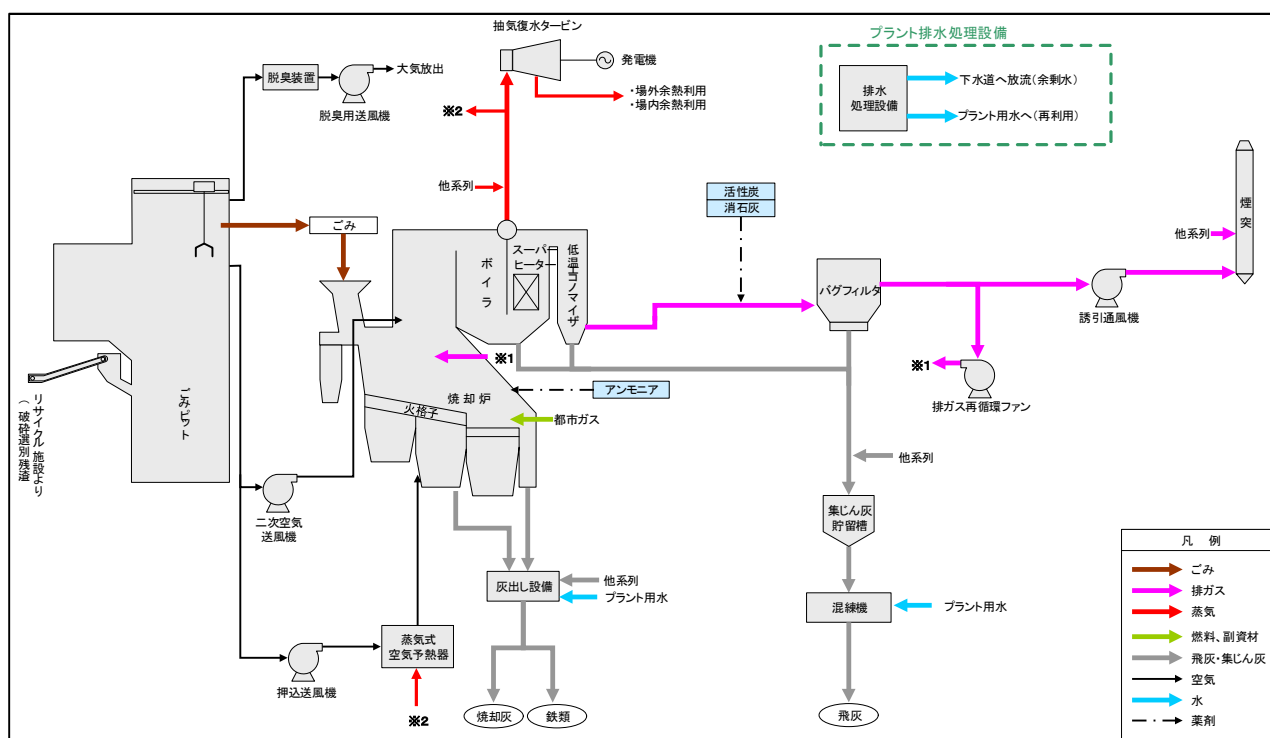 抽気復水タービン
発電機
・場外余熱利用
・場内余熱利用
※2
他系列
脱臭装置
大気放出
脱臭用送風機
プラント排水処理設備
排水
処理設備
下水道へ放流(余剰水)
プラント用水へ(再利用)
ごみ
ごみピット
リサイクル施設より
(破砕選別残渣
ボイラ
スーパー
ヒーター
低温エコノマイザ
活性炭
消石灰
バグフィルタ
他系列
煙突
誘引通風機
※1
排ガス再循環ファン
※1
アンモニア
焼却炉
火格子
都市ガス
二次空気
送風機
押込送風機
蒸気式
空気予熱器
※2
灰出し設備
他系列
プラント用水
焼却灰
鉄類
他系列
集じん灰
貯留槽
混練機
プラント用水
飛灰
凡 例
ごみ
排ガス
蒸気
燃料、副資材
飛灰・集じん灰
空気
水
薬剤